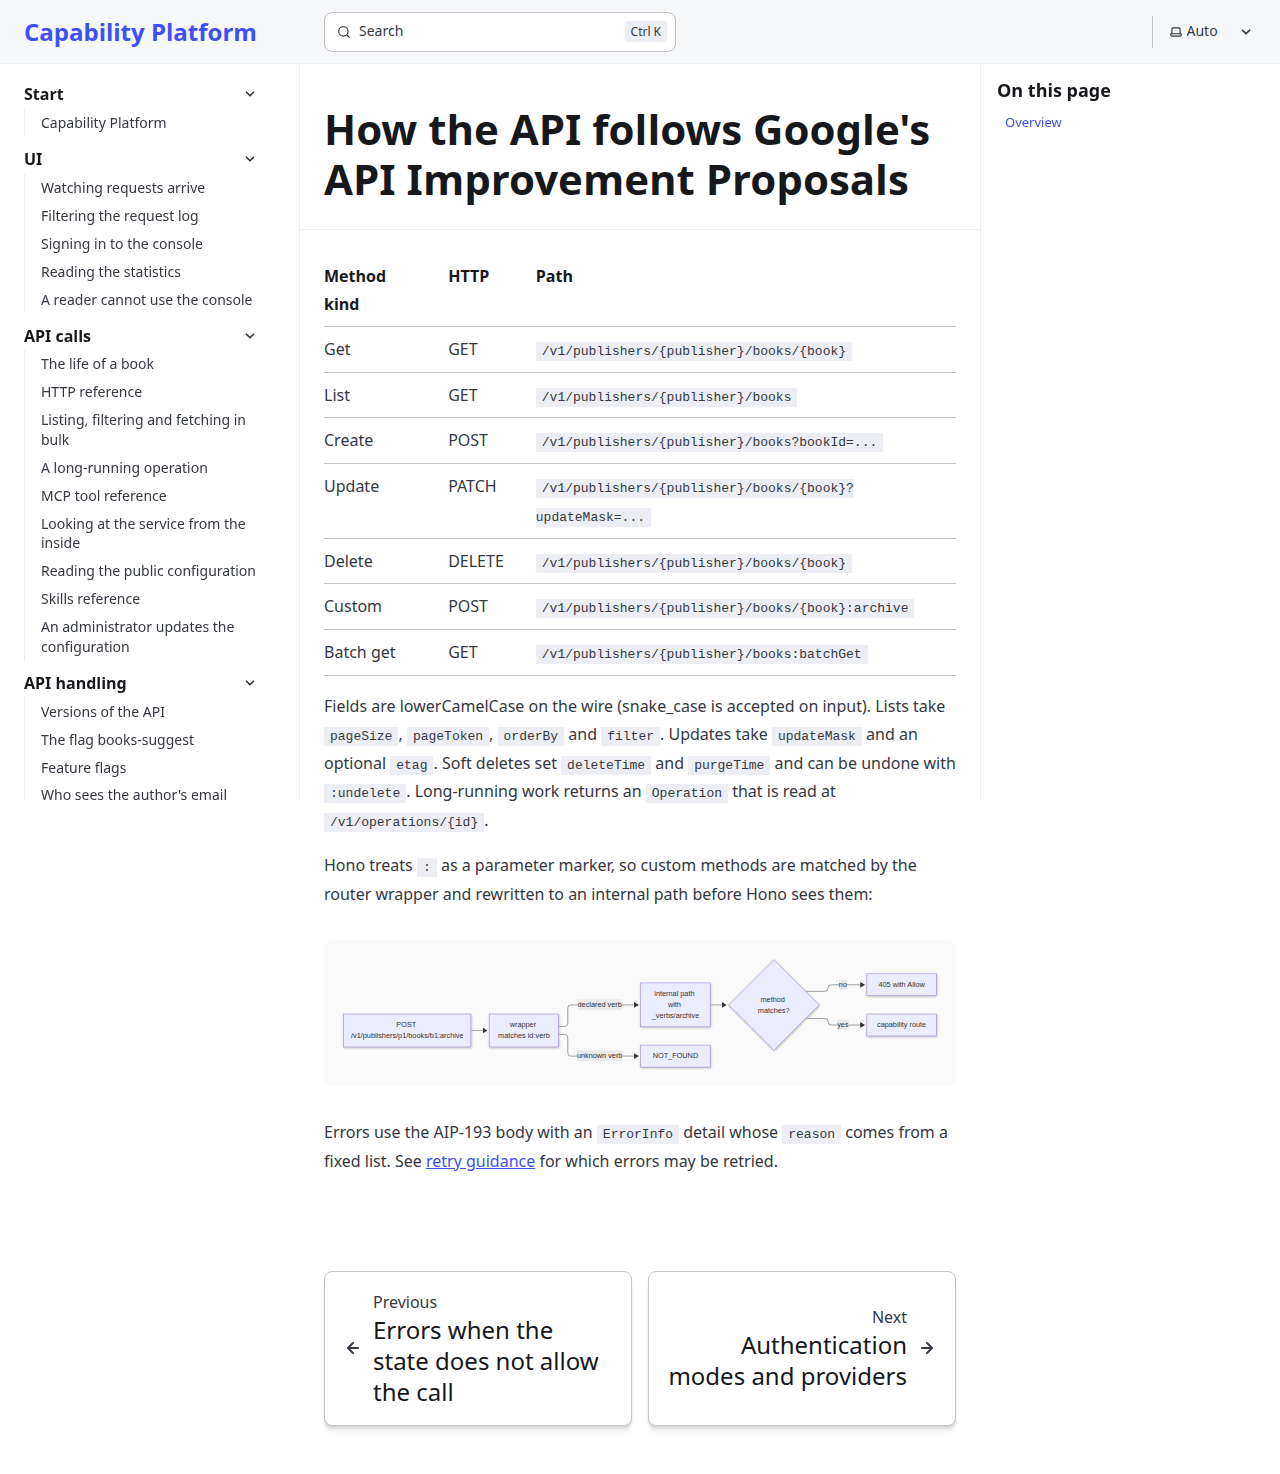 Capability Platform
Search
Ctrl K
Auto
Start
Capability Platform
UI
Watching requests arrive
Filtering the request log
Signing in to the console
Reading the statistics
A reader cannot use the console
API calls
The life of a book
HTTP reference
Listing, filtering and fetching in
bulk
A long-running operation
MCP tool reference
Looking at the service from the
inside
Reading the public configuration
Skills reference
An administrator updates the
configuration
API handling
Versions of the API
The flag books-suggest
Feature flags
Who sees the author's email
How the API follows Google's
API Improvement Proposals
Method
kind
HTTP
Path
Get
GET
/v1/publishers/{publisher}/books/{book}
List
GET
/v1/publishers/{publisher}/books
Create
POST
/v1/publishers/{publisher}/books?bookId=...
Update
PATCH
/v1/publishers/{publisher}/books/{book}?
updateMask=...
Delete
DELETE
/v1/publishers/{publisher}/books/{book}
Custom
POST
/v1/publishers/{publisher}/books/{book}:archive
Batch get
GET
/v1/publishers/{publisher}/books:batchGet
Fields are lowerCamelCase on the wire (snake_case is accepted on input). Lists take
pageSize, pageToken, orderBy and filter. Updates take updateMask and an
optional etag. Soft deletes set deleteTime and purgeTime and can be undone with
:undelete. Long-running work returns an Operation that is read at
/v1/operations/{id}.
Hono treats : as a parameter marker, so custom methods are matched by the
router wrapper and rewritten to an internal path before Hono sees them:
POST
/v1/publishers/p1/books/b1:archive
wrapper
matches id:verb
declared verb
unknown verb
internal path
with
_verbs/archive
NOT_FOUND
method
matches?
no
yes
405 with Allow
capability route
Errors use the AIP-193 body with an ErrorInfo detail whose reason comes from a
fixed list. See retry guidance for which errors may be retried.
Previous
Errors when the
state does not allow
the call
Next
Authentication
modes and providers
On this page
Overview